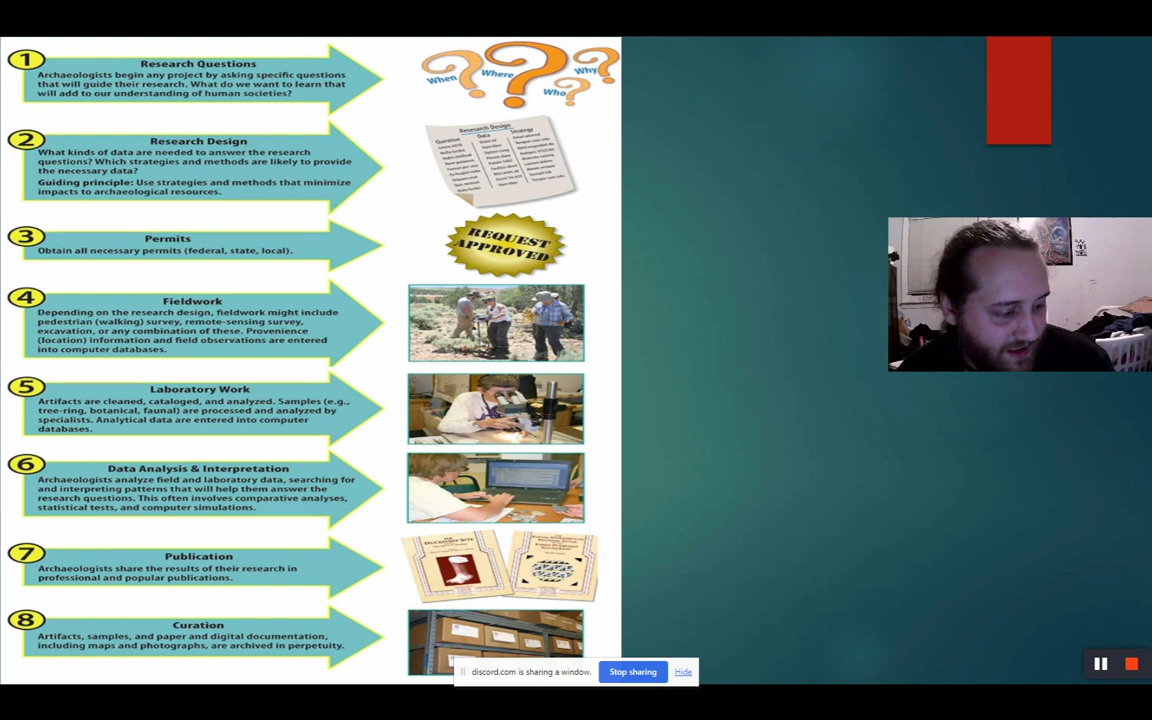 1
Research Questions
Archaeologists begin any project by asking specific questions
that will guide their research. What do we want to learn that
will add to our understanding of human societies?
When
Where
Who
Why
2
Research Design
What kinds of data are needed to answer the research
questions? Which strategies and methods are likely to provide
the necessary data?
Guiding principle: Use strategies and methods that minimize
impacts to archaeological resources.
Research Design
Question Data Strategy
3
Permits
Obtain all necessary permits (federal, state, local).
REQUEST
APPROVED
4
Fieldwork
Depending on the research design, fieldwork might include
pedestrian (walking) survey, remote-sensing survey,
excavation, or any combination of these. Provenience
(location) information and field observations are entered
into computer databases.
5
Laboratory Work
Artifacts are cleaned, cataloged, and analyzed. Samples (e.g.,
tree-ring, botanical, faunal) are processed and analyzed by
specialists. Analytical data are entered into computer
databases.
6
Data Analysis & Interpretation
Archaeologists analyze field and laboratory data, searching for
and interpreting patterns that will help them answer the
research questions. This often involves comparative analyses,
statistical tests, and computer simulations.
7
Publication
Archaeologists share the results of their research in
professional and popular publications.
8
Curation
Artifacts, samples, and paper and digital documentation,
including maps and photographs, are archived in perpetuity.
discord.com is sharing a window.
Stop sharing
Hide